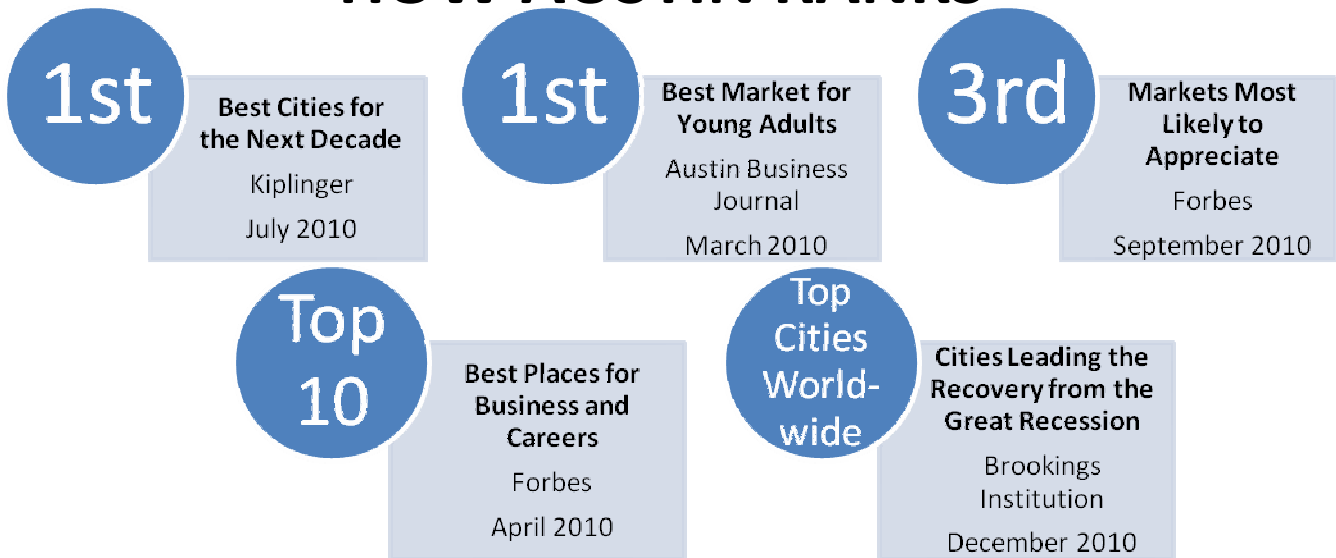 HOW AUSTIN RANKS
1st
Best Cities for
the Next Decade
Kiplinger
July 2010
1st
Best Market for
Young Adults
Austin Business
Journal
March 2010
3rd
Markets Most
Likely to
Appreciate
Forbes
September 2010
Top
10
Best Places for
Business and
Careers
Forbes
April 2010
Top
Cities
World-
wide
Cities Leading the
Recovery from the
Great Recession
Brookings
Institution
December 2010